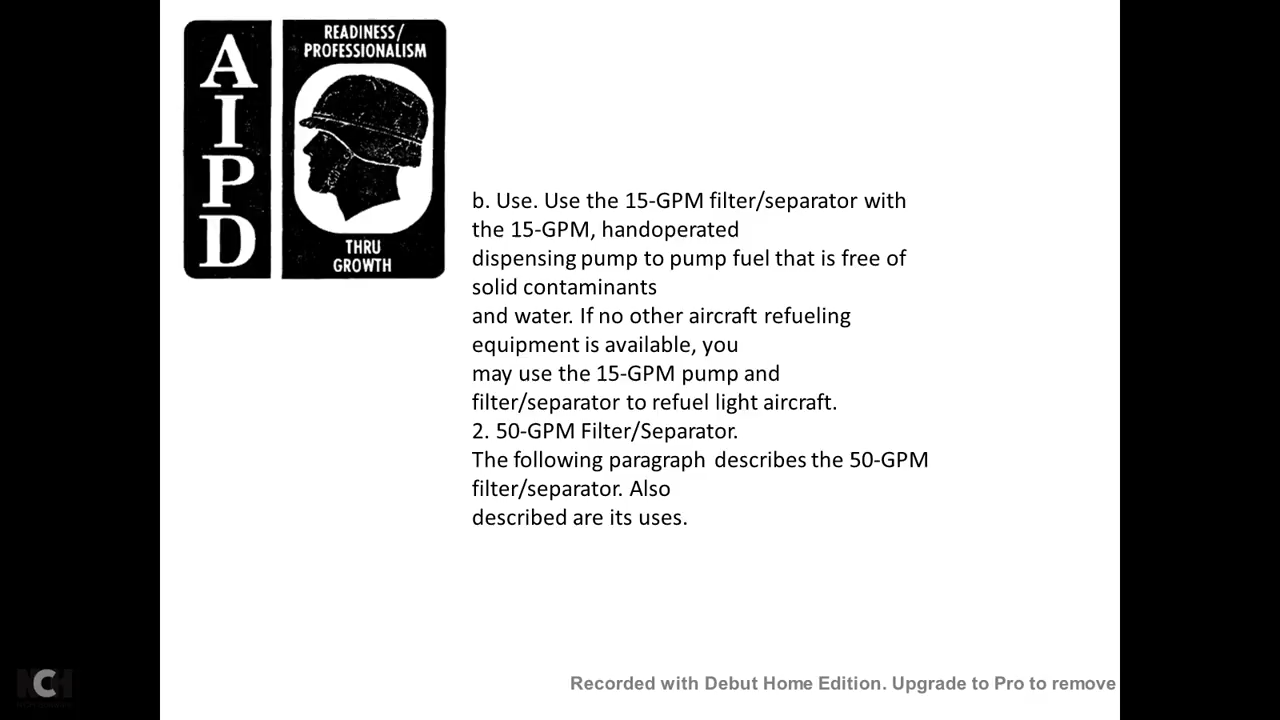 A
I
P
D
READINESS/
PROFESSIONALISM
THRU
GROWTH
b. Use. Use the 15-GPM filter/separator with
the 15-GPM, handoperated
dispensing pump to pump fuel that is free of
solid contaminants
and water. If no other aircraft refueling
equipment is available, you
may use the 15-GPM pump and
filter/separator to refuel light aircraft.
2. 50-GPM Filter/Separator.
The following paragraph describes the 50-GPM
filter/separator. Also
described are its uses.
NCH
Recorded with Debut Home Edition. Upgrade to Pro to remove